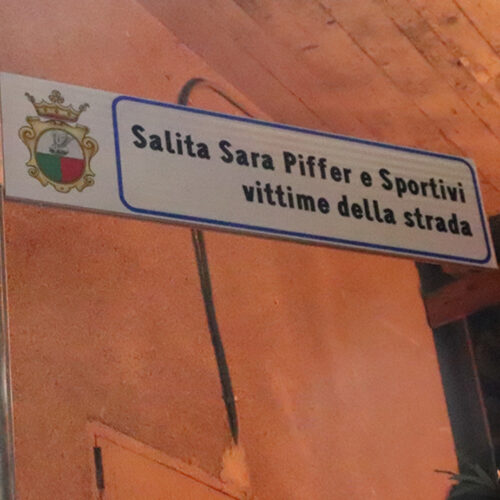 Salita Sara Piffer e Sportivi
vittime della strada